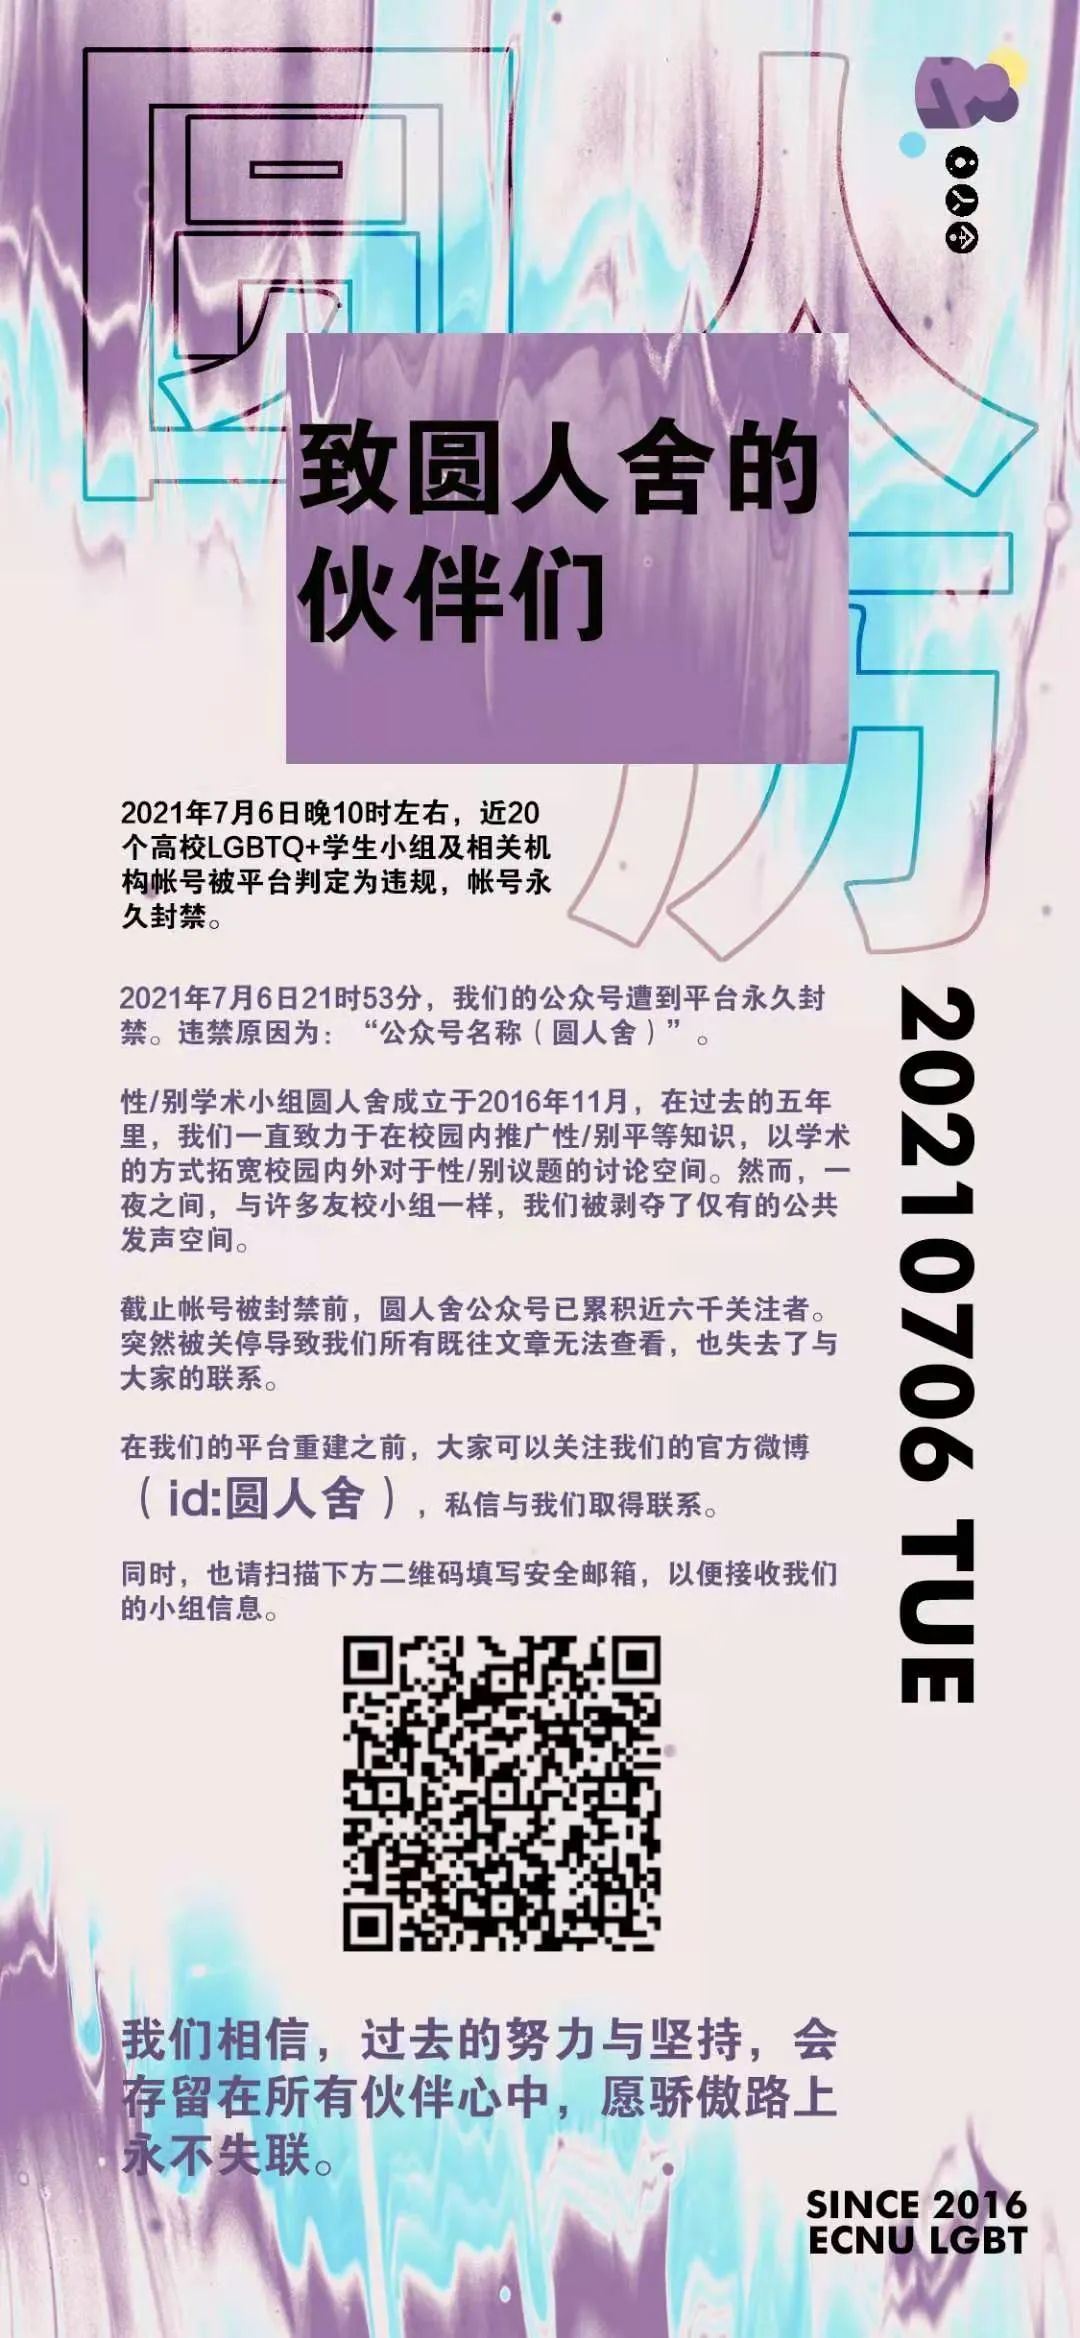 致圆人舍的
伙伴们
2021年7月6日晚10时左右，近20
个高校LGBTQ+学生小组及相关机
构帐号被平台判定为违规，帐号永
久封禁。
2021年7月6日21时53分，我们的公众号遭到平台永久封
禁。违禁原因为：“公众号名称（圆人舍）”。
性/别学术小组圆人舍成立于2016年11月，在过去的五年
里，我们一直致力于在校园内推广性/别平等知识，以学术
的方式拓宽校园内外对于性/别议题的讨论空间。然而，一
夜之间，与许多友校小组一样，我们被剥夺了仅有的公共
发声空间。
截止帐号被封禁前，圆人舍公众号已累积近六千关注者。
突然被关停导致我们所有既往文章无法查看，也失去了与
大家的联系。
在我们的平台重建之前，大家可以关注我们的官方微博
（id:圆人舍），私信与我们取得联系。
同时，也请扫描下方二维码填写安全邮箱，以便接收我们
的小组信息。
20210706 TUE
我们相信，过去的努力与坚持，会
存留在所有伙伴心中，愿骄傲路上
永不失联。
SINCE 2016
ECNU LGBT